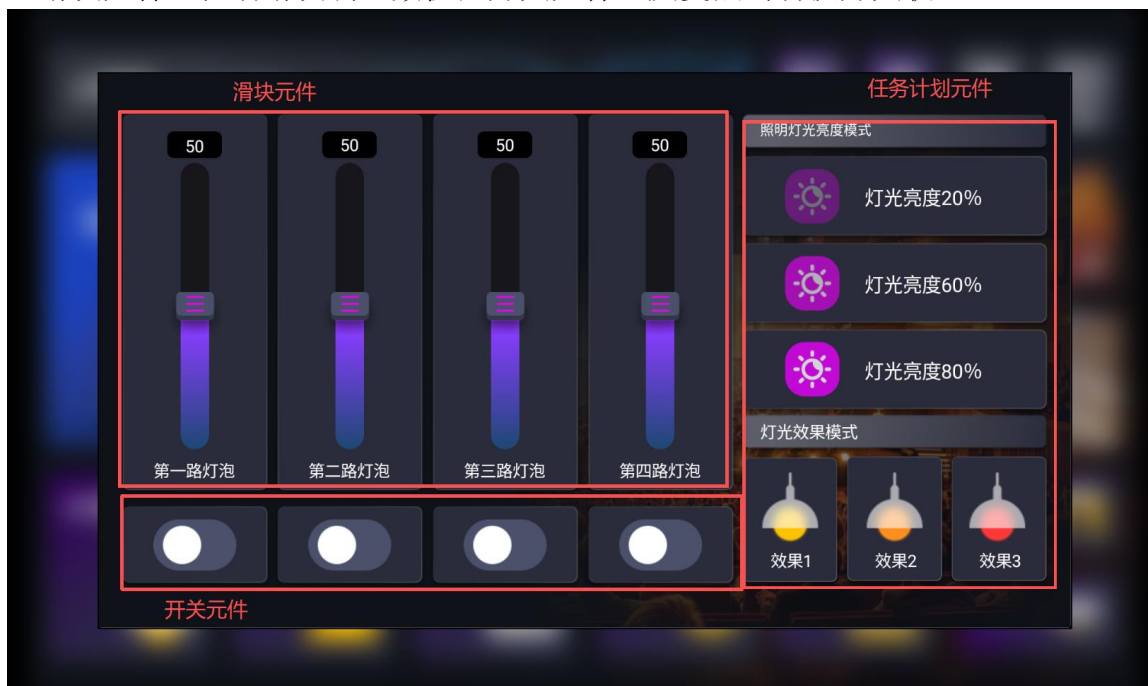 滑块元件
任务计划元件
50
50
50
50
第一路灯泡
第二路灯泡
第三路灯泡
第四路灯泡
照明灯光亮度模式
灯光亮度20%
灯光亮度60%
灯光亮度80%
灯光效果模式
效果1
效果2
效果3
开关元件